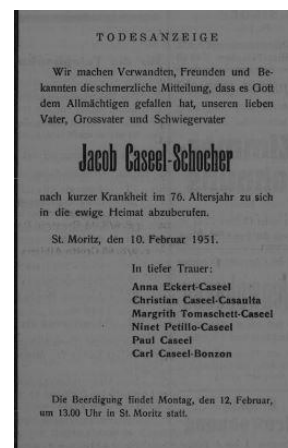 TODESANZEIGE
Wir machen Verwandten, Freunden und Be-
kannten die schmerzliche Mitteilung, dass es Gott
dem Allmächtigen gefallen hat, unseren lieben
Vater, Grossvater und Schwiegervater
Jacob Caseel-Schocher
nach kurzer Krankheit im 76. Altersjahr zu sich
in die ewige Heimat abzuberufen.
St. Moritz, den 10. Februar 1951.
In tiefer Trauer:
Anna Eckert-Caseel
Christian Caseel-Casaulta
Margrith Tomaschett-Caseel
Ninet Petillo-Caseel
Paul Caseel
Carl Caseel-Bonzon
Die Beerdigung findet Montag, den 12. Februar,
um 13.00 Uhr in St. Moritz statt.